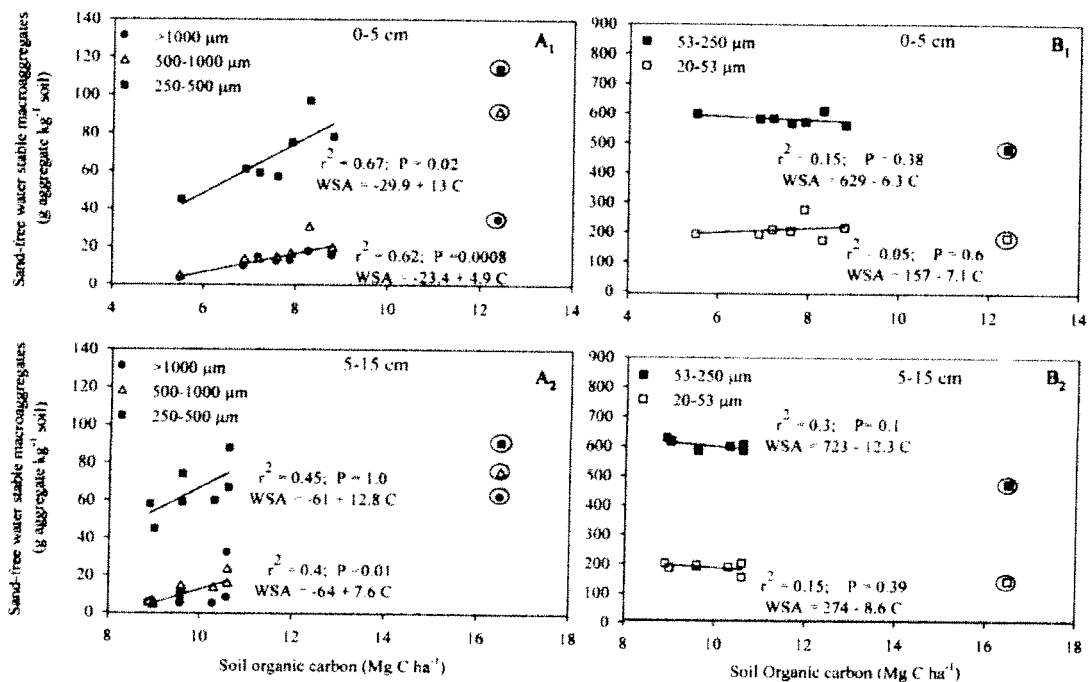 Sand-free water stable macroaggregates
(g aggregate kg⁻¹ soil)
140
120
100
80
60
40
20
0
>1000 µm
500-1000 µm
250-500 µm
0-5 cm
A₁
r² = 0.67; P = 0.02
WSA = -29.9 + 13 C
r² = 0.62; P =0.0008
WSA = -23.4 + 4.9 C
4 6 8 10 12 14
900
800
700
600
500
400
300
200
100
0
53-250 µm
20-53 µm
0-5 cm
B₁
r² = 0.15; P = 0.38
WSA = 629 - 6.3 C
r² = 0.05; P = 0.6
WSA = 157 - 7.1 C
4 6 8 10 12 14
Sand-free water stable macroaggregates
(g aggregate kg⁻¹ soil)
140
120
100
80
60
40
20
0
>1000 µm
500-1000 µm
250-500 µm
5-15 cm
A₂
r² = 0.45; P = 1.0
WSA = -61 + 12.8 C
r² = 0.4; P =0.01
WSA = -64 + 7.6 C
8 10 12 14 16 18
Soil organic carbon (Mg C ha⁻¹)
900
800
700
600
500
400
300
200
100
0
53-250 µm
20-53 µm
5-15 cm
B₂
r² = 0.3; P= 0.1
WSA = 723 - 12.3 C
r² = 0.15; P = 0.39
WSA = 274 - 8.6 C
8 10 12 14 16 18
Soil Organic carbon (Mg C ha⁻¹)